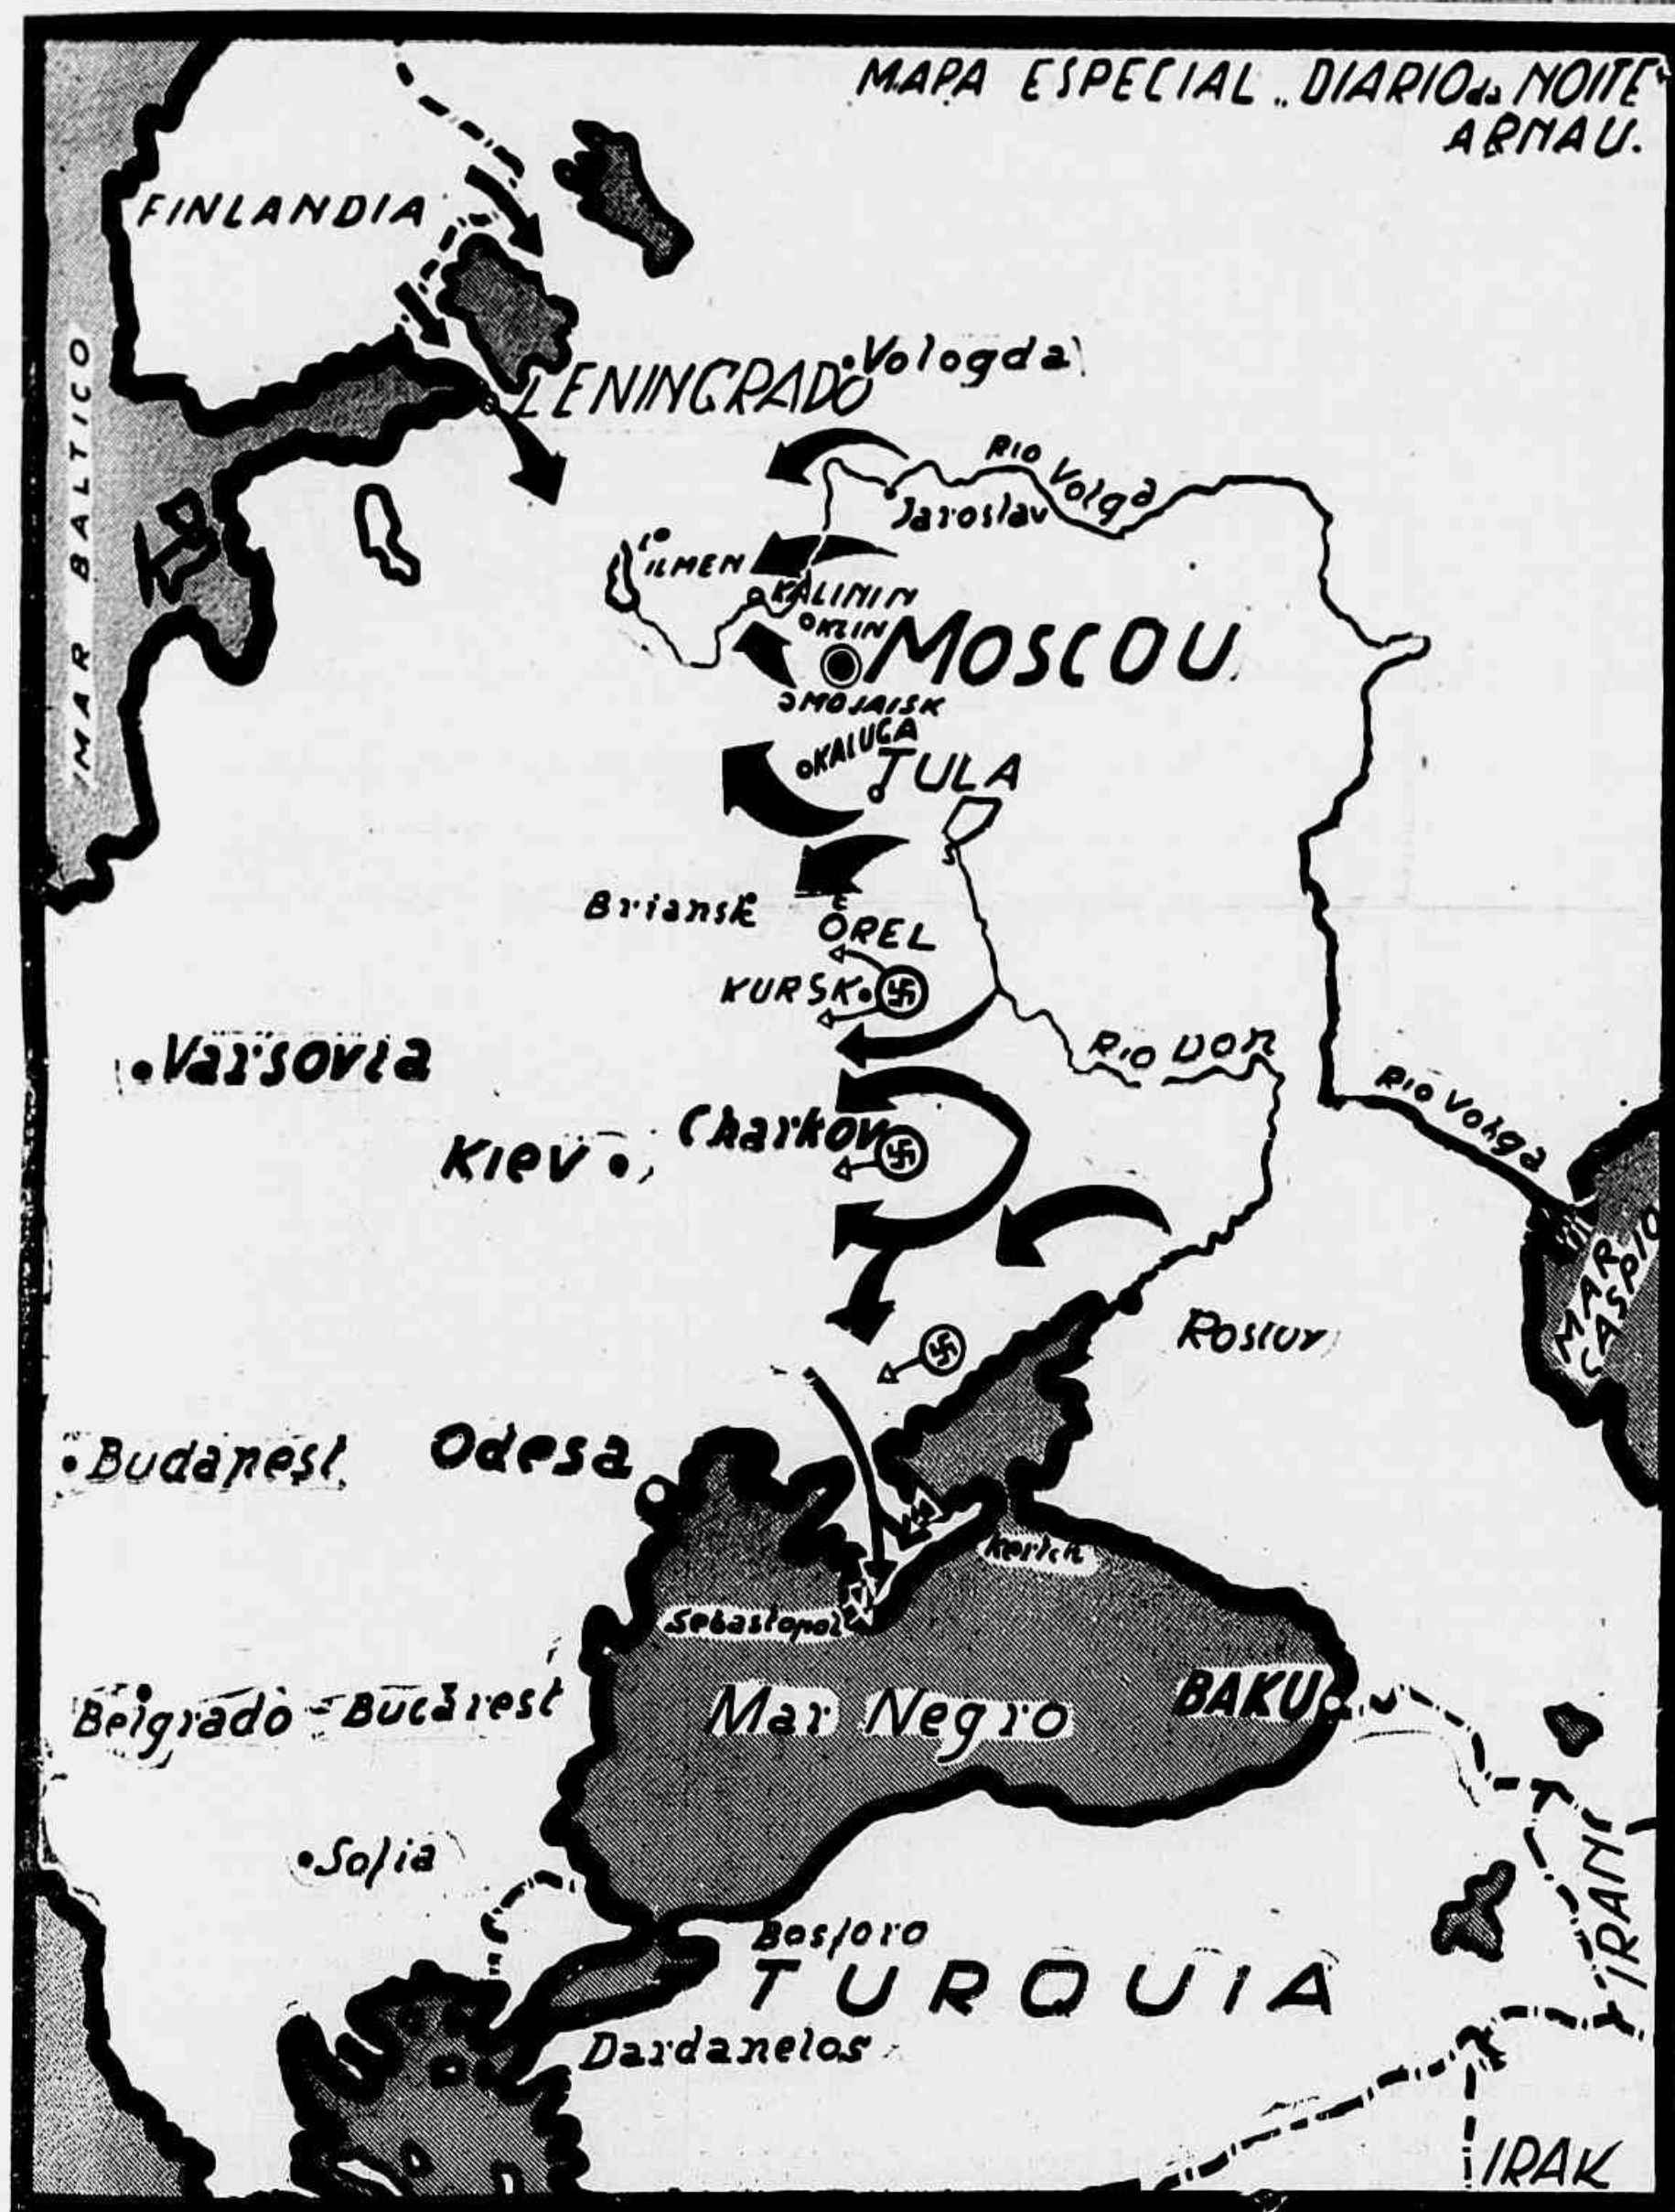 MAPA ESPECIAL „DIARIO da NOITE"
ARNAU.
FINLANDIA
MAR BALTICO
LENINGRADO
Vologda
RIO Volga
Jaroslav
ILMEN
KALININ
KLIN
MOSCOU
MOJAISK
KALUGA
TULA
Briansk
OREL
KURSK
RIO DON
Varsovia
RIO Volga
Charkov
Kiev
MAR
CASPIO
Budapest
Odesa
Kertch
Sebastopol
Belgrado
Bucarest
Mar Negro
BAKU
Sofia
IRAN
Bosforo
TURQUIA
Dardanelos
IRAK